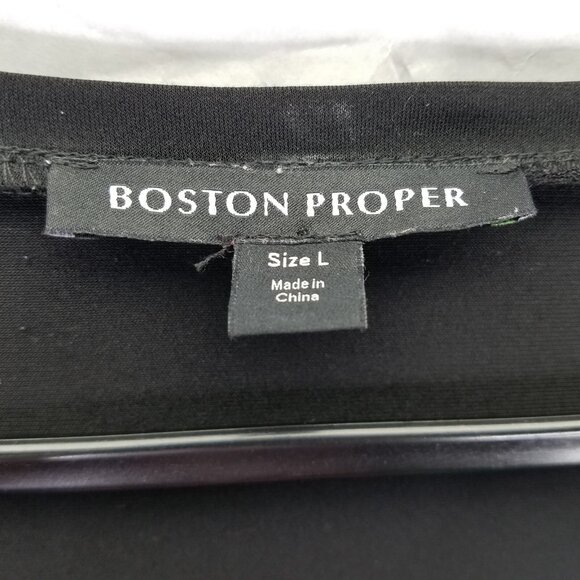 BOSTON PROPER
Size L
Made in
China